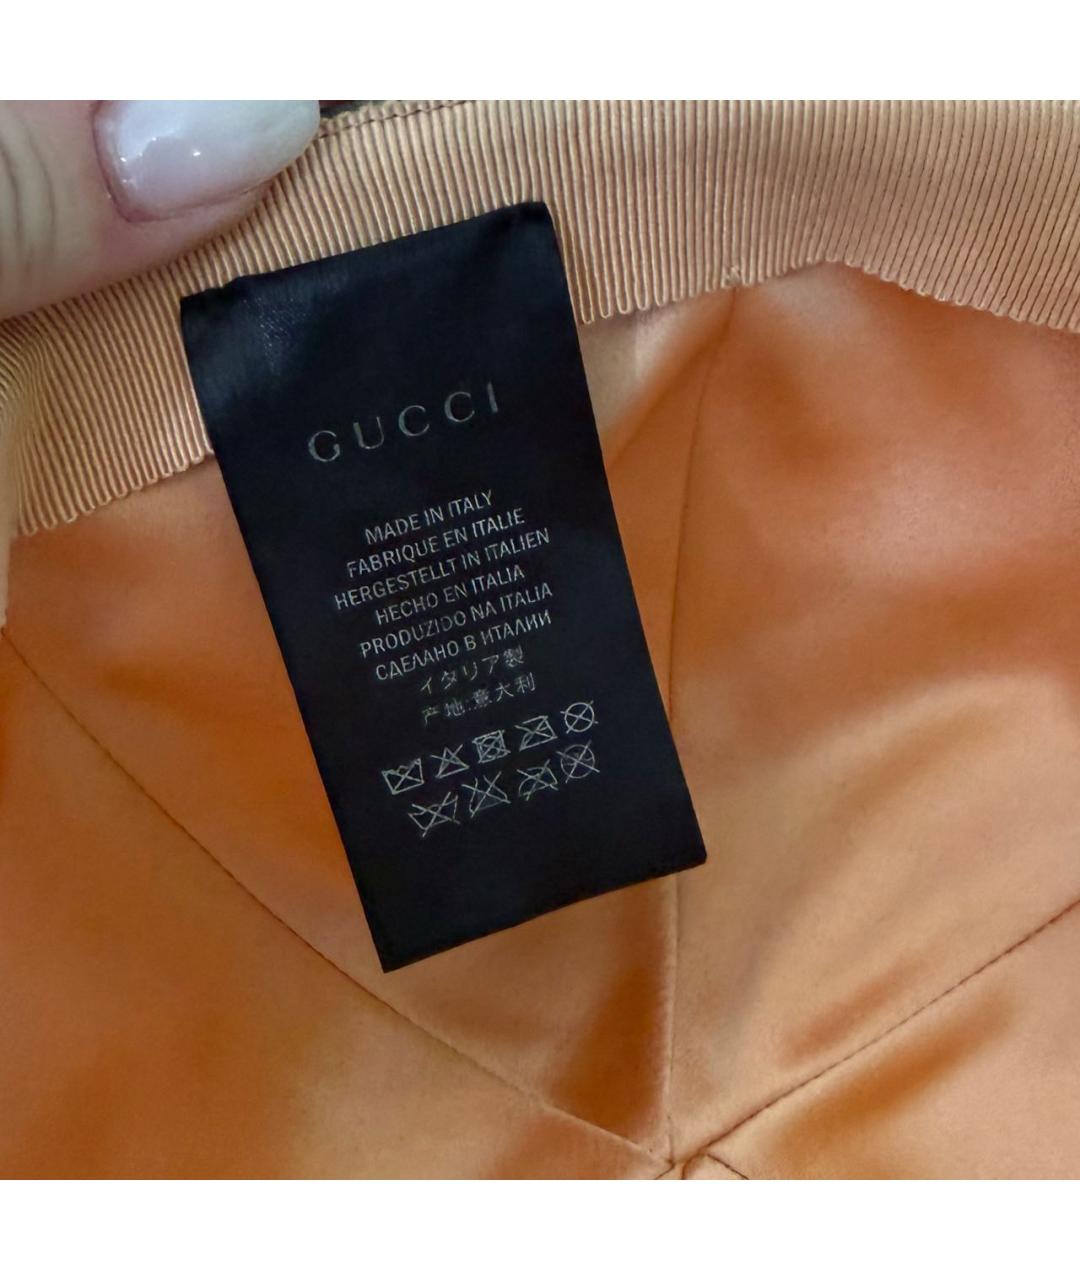 GUCCI
MADE IN ITALY
FABRIQUE EN ITALIE
HERGESTELLT IN ITALIEN
HECHO EN ITALIA
PRODUZIDO NA ITALIA
СДЕЛАНО В ИТАЛИИ
イタリア製
产地:意大利